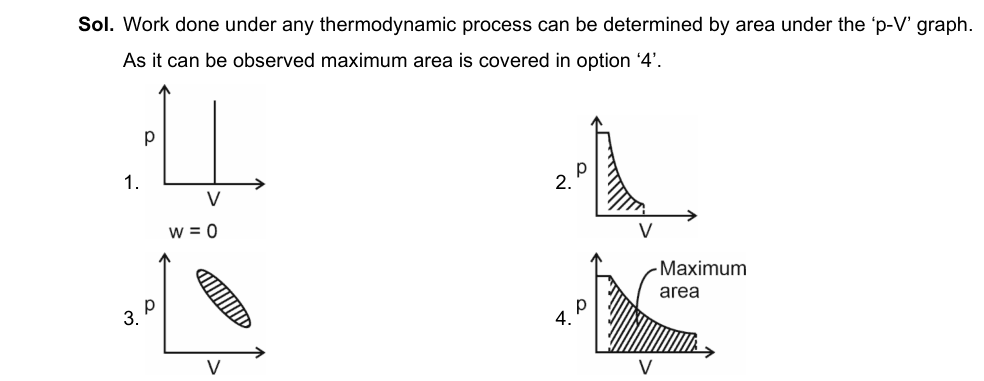 Sol. Work done under any thermodynamic process can be determined by area under the ‘p-V’ graph.
As it can be observed maximum area is covered in option ‘4’.
1.
p
V
w = 0
2.
p
V
3.
p
V
4.
p
V
Maximum
area